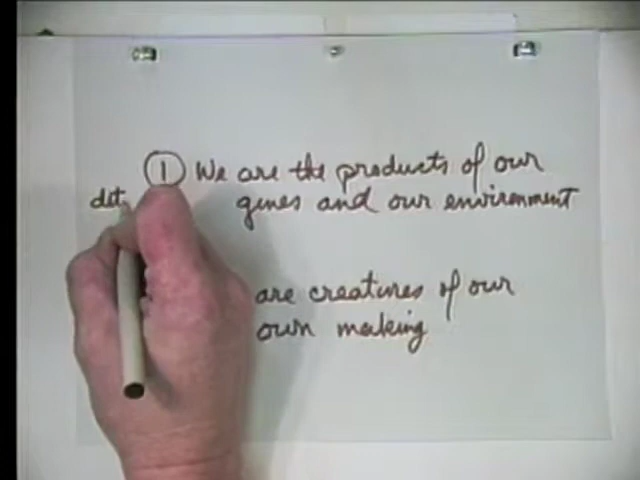 ① We are the products of our
det. genes and our environment
are creatures of our
own making